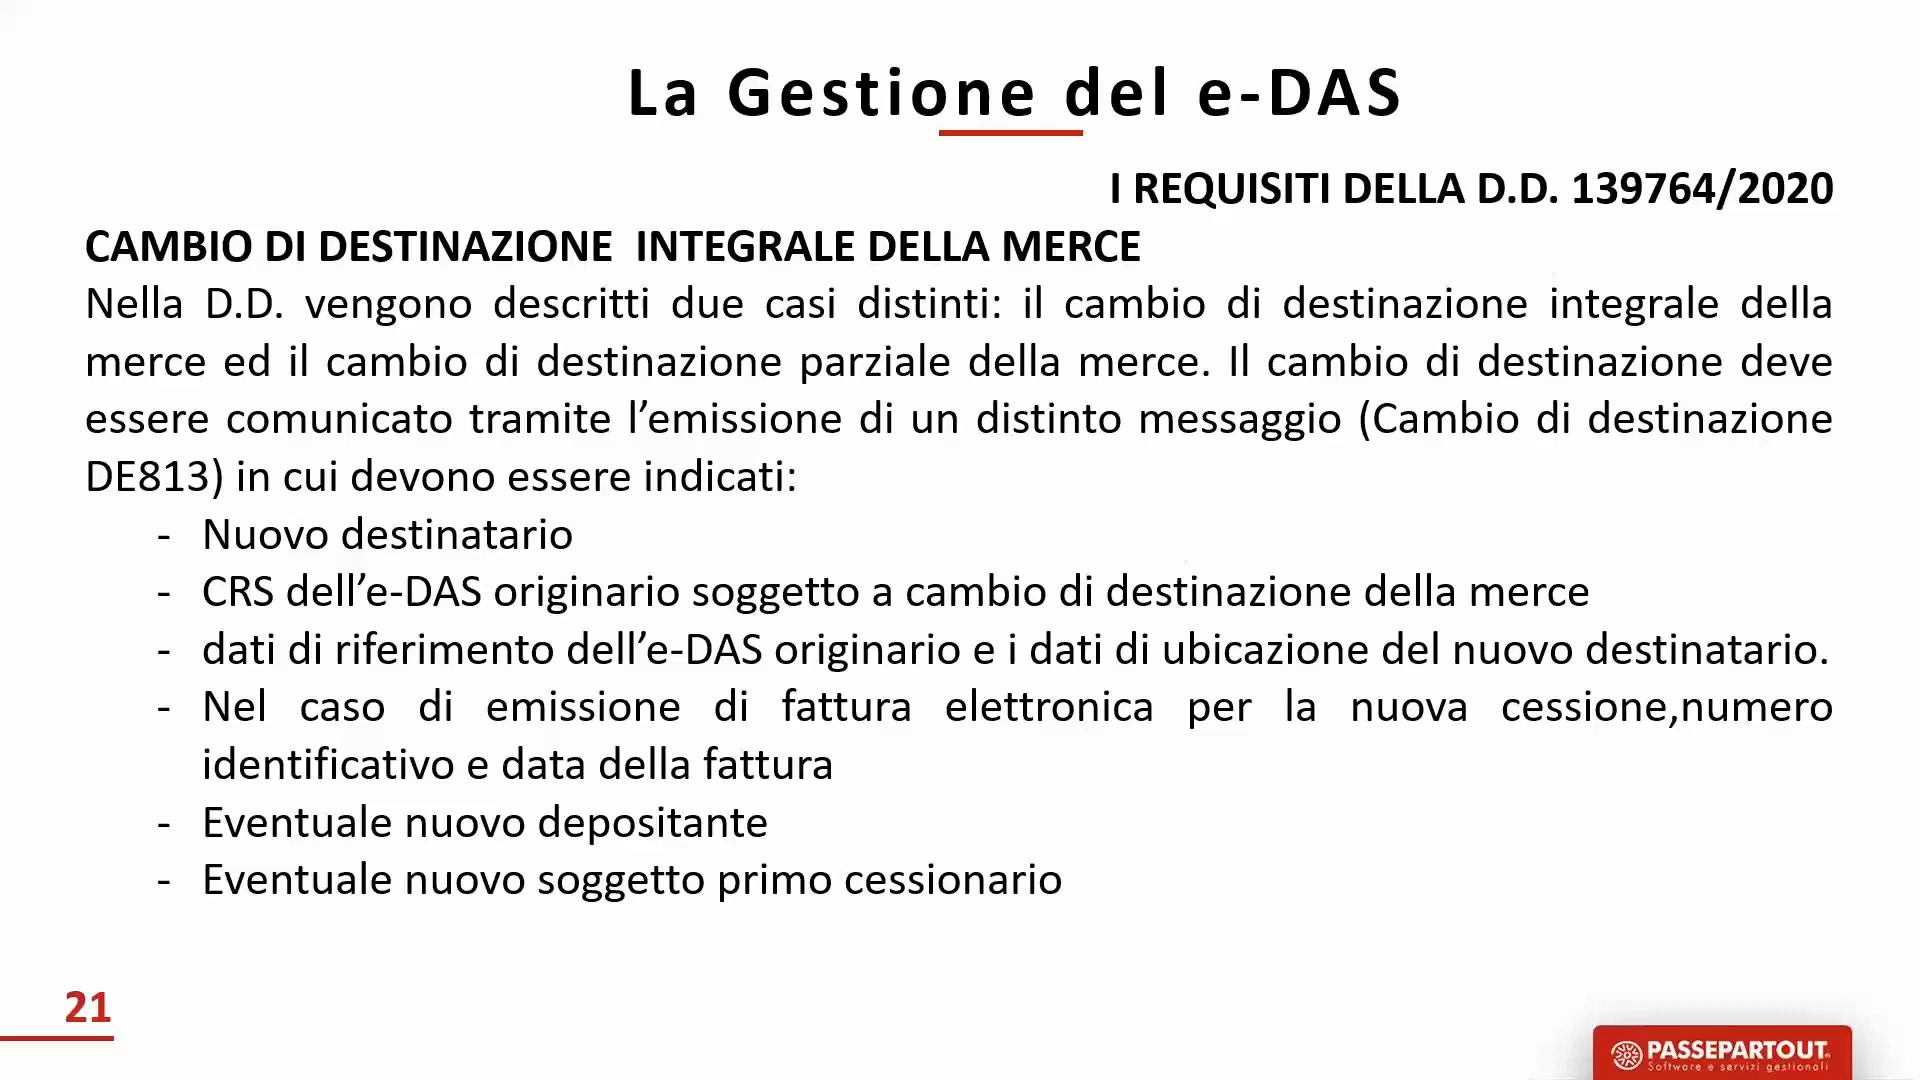 La Gestione del e-DAS
I REQUISITI DELLA D.D. 139764/2020
CAMBIO DI DESTINAZIONE  INTEGRALE DELLA MERCE
Nella D.D. vengono descritti due casi distinti: il cambio di destinazione integrale della
merce ed il cambio di destinazione parziale della merce. Il cambio di destinazione deve
essere comunicato tramite l’emissione di un distinto messaggio (Cambio di destinazione
DE813) in cui devono essere indicati:
- Nuovo destinatario
- CRS dell’e-DAS originario soggetto a cambio di destinazione della merce
- dati di riferimento dell’e-DAS originario e i dati di ubicazione del nuovo destinatario.
- Nel caso di emissione di fattura elettronica per la nuova cessione,numero
identificativo e data della fattura
- Eventuale nuovo depositante
- Eventuale nuovo soggetto primo cessionario
21
PASSEPARTOUT
Software e servizi gestionali